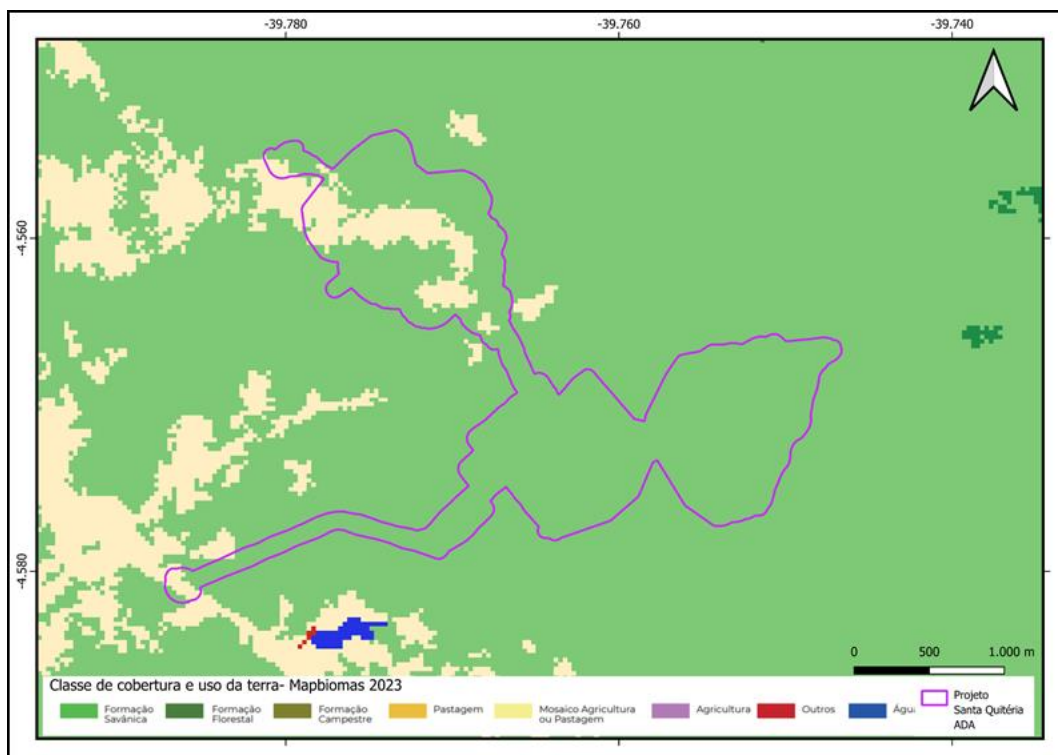 -39.780 -39.760 -39.740
-4.560
-4.580
0 500 1.000 m
Classe de cobertura e uso da terra- Mapbiomas 2023
Formação Savânica
Formação Florestal
Formação Campestre
Pastagem
Mosaico Agricultura ou Pastagem
Agricultura
Outros
Água
Projeto
Santa Quitéria
ADA